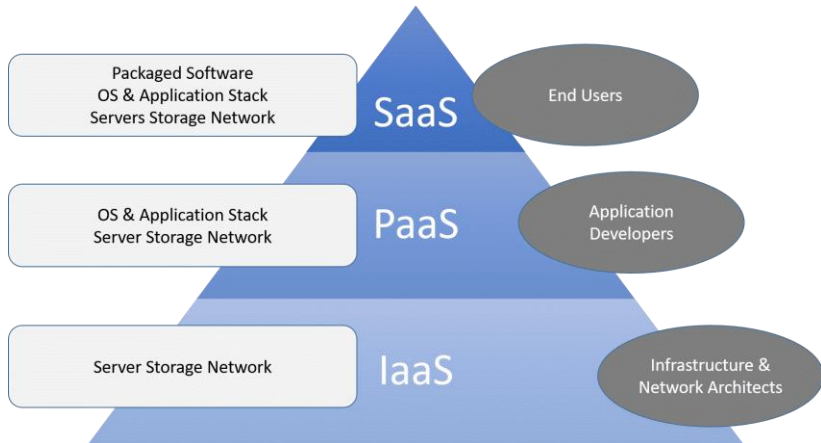 Packaged Software
OS & Application Stack
Servers Storage Network
SaaS
End Users
OS & Application Stack
Server Storage Network
PaaS
Application
Developers
Server Storage Network
IaaS
Infrastructure &
Network Architects